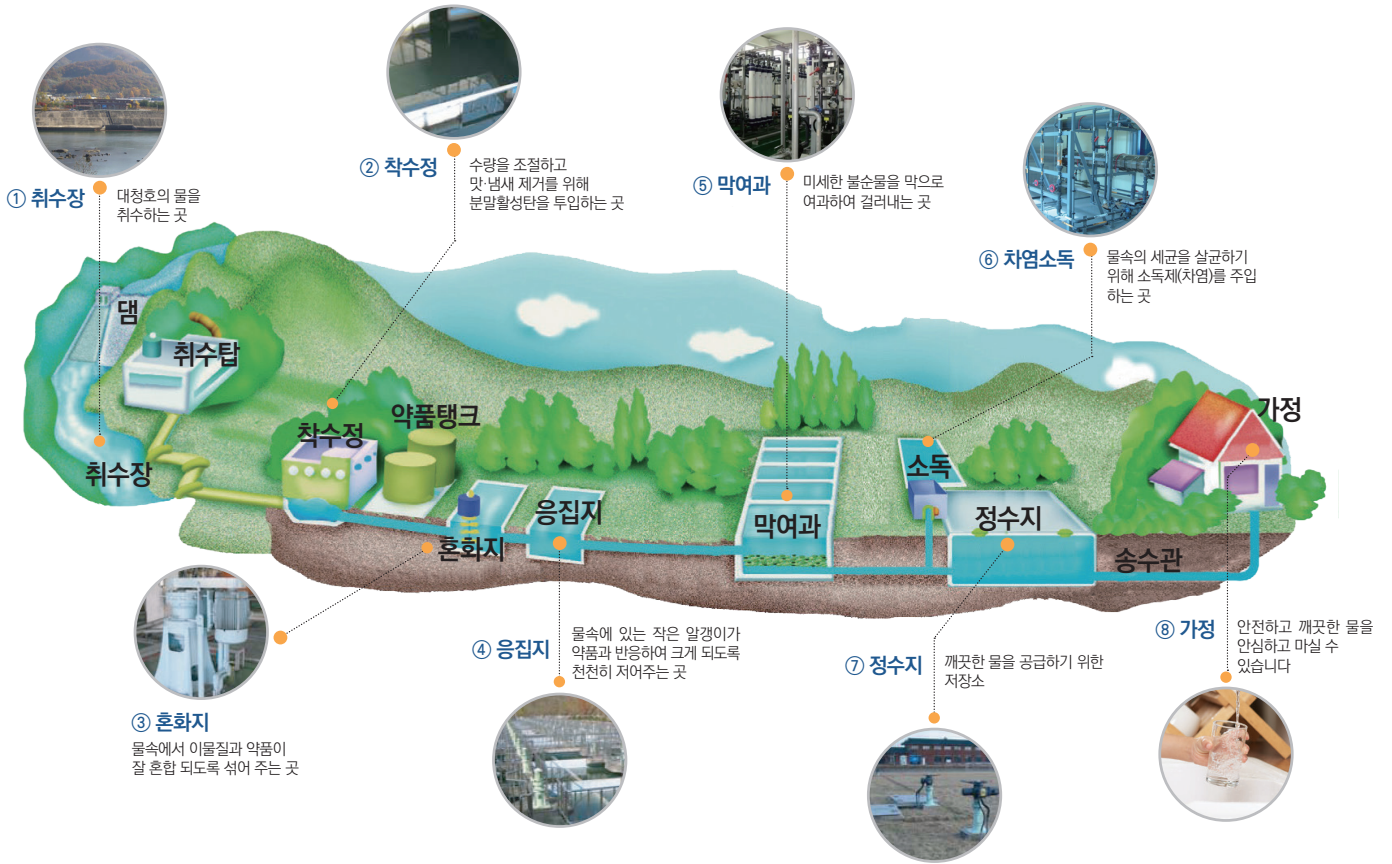 ① 취수장
대청호의 물을
취수하는 곳
② 착수정
수량을 조절하고
맛·냄새 제거를 위해
분말활성탄을 투입하는 곳
⑤ 막여과
미세한 불순물을 막으로
여과하여 걸러내는 곳
⑥ 차염소독
물속의 세균을 살균하기
위해 소독제(차염)를 주입
하는 곳
댐
취수탑
취수장
착수정
약품탱크
혼화지
응집지
막여과
소독
정수지
송수관
가정
③ 혼화지
물속에서 이물질과 약품이
잘 혼합 되도록 섞어 주는 곳
④ 응집지
물속에 있는 작은 알갱이가
약품과 반응하여 크게 되도록
천천히 저어주는 곳
⑦ 정수지
깨끗한 물을 공급하기 위한
저장소
⑧ 가정
안전하고 깨끗한 물을
안심하고 마실 수
있습니다